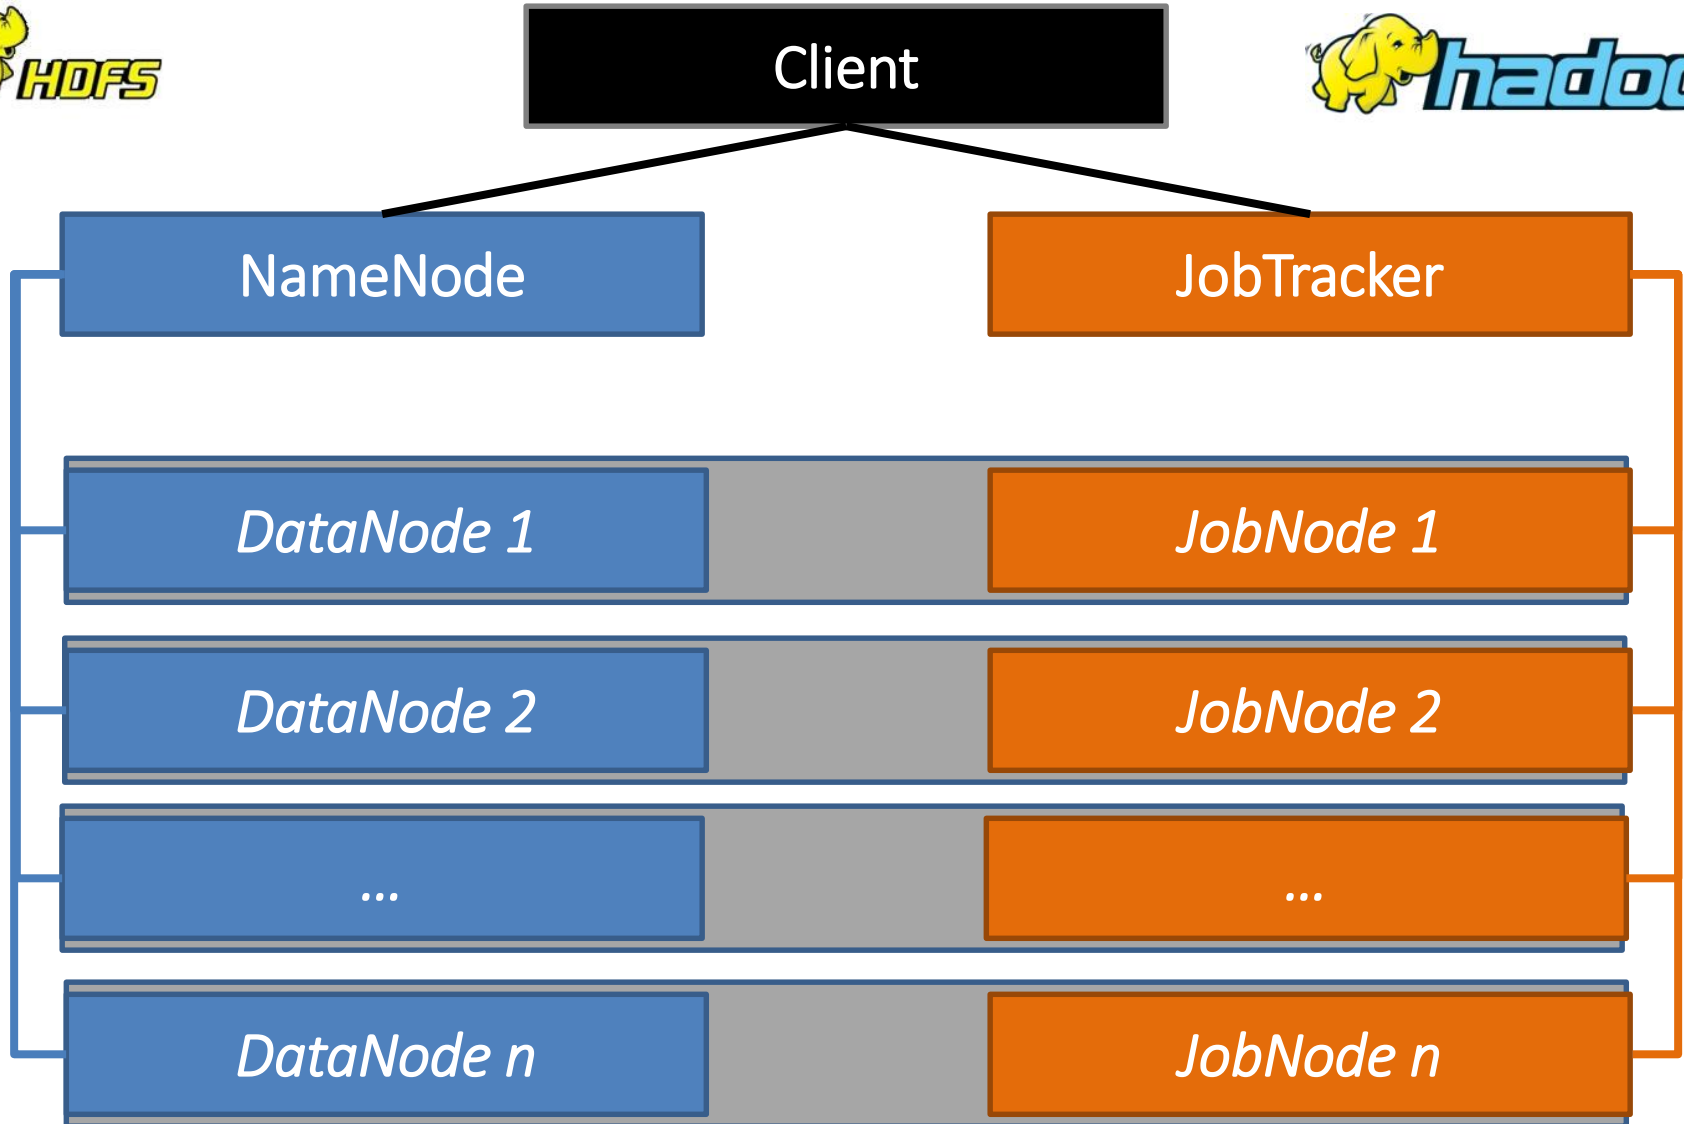 HDFS
Client
hadoo
NameNode
JobTracker
DataNode 1
JobNode 1
DataNode 2
JobNode 2
...
...
DataNode n
JobNode n